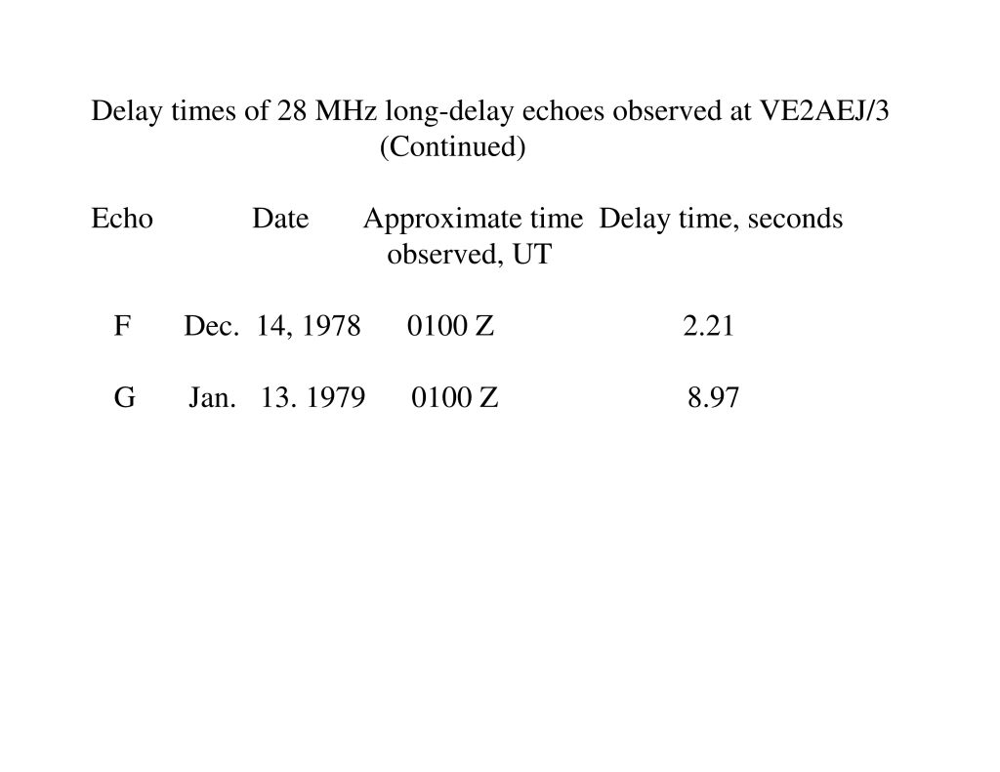 Delay times of 28 MHz long-delay echoes observed at VE2AEJ/3
(Continued)
Echo Date Approximate time Delay time, seconds
observed, UT
F Dec. 14, 1978 0100 Z 2.21
G Jan. 13. 1979 0100 Z 8.97